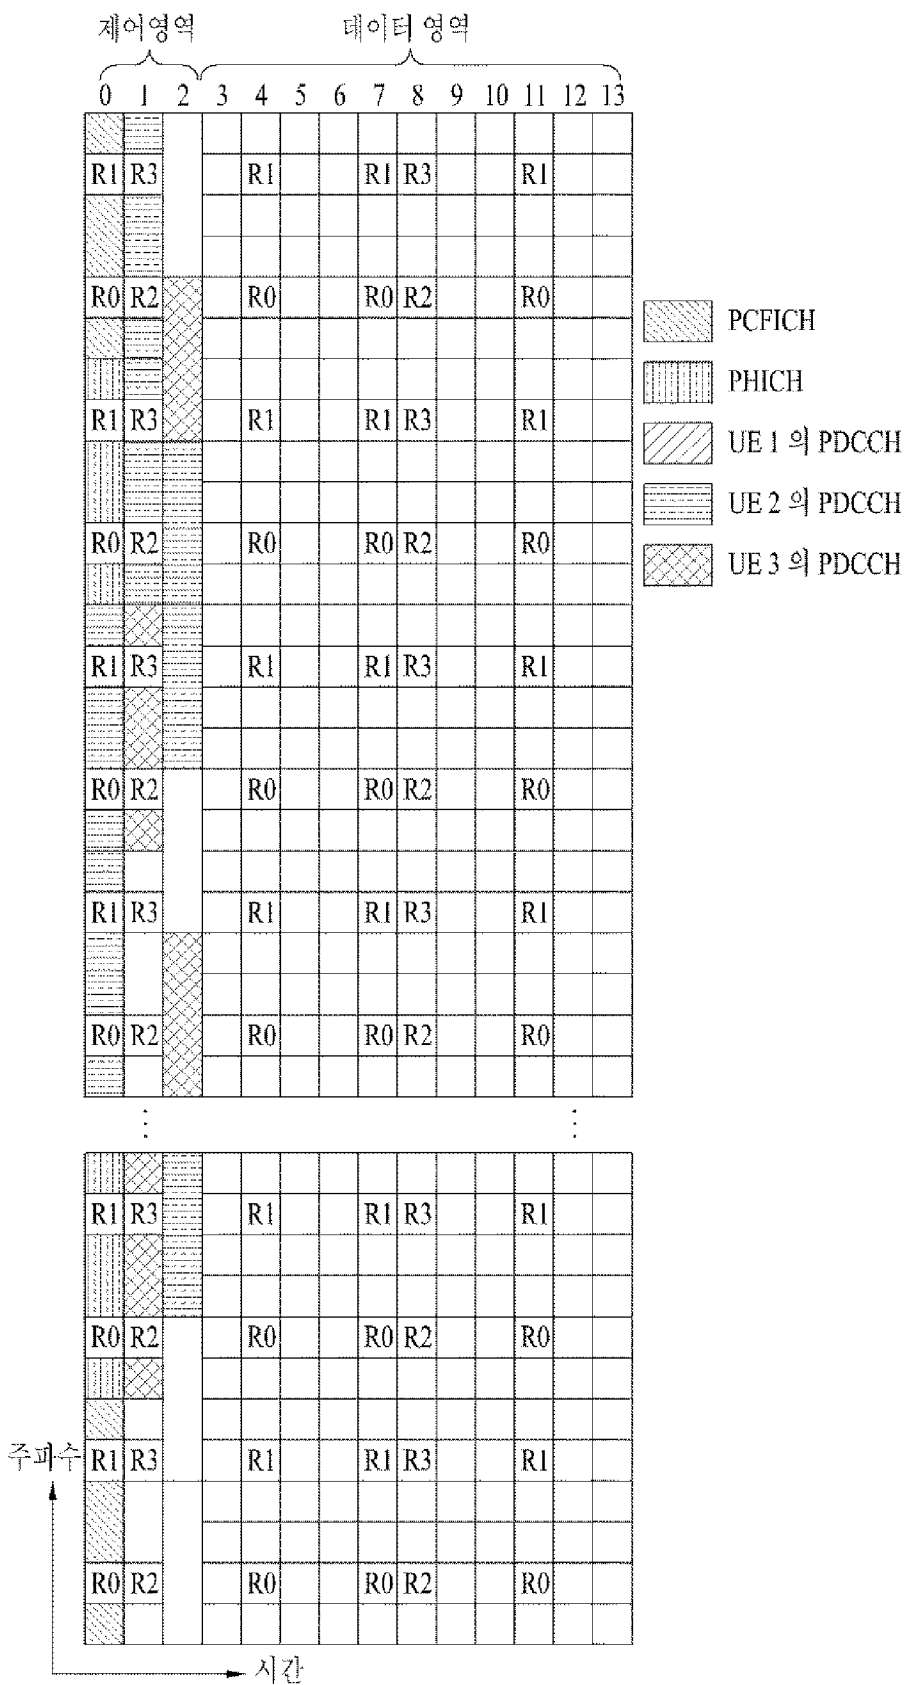 제어영역 데이터 영역
0 1 2 3 4 5 6 7 8 9 10 11 12 13
R1 R3 R1 R1 R3 R1
R0 R2 R0 R0 R2 R0
PCFICH
PHICH
R1 R3 R1 R1 R3 R1
UE 1 의 PDCCH
UE 2 의 PDCCH
R0 R2 R0 R0 R2 R0
UE 3 의 PDCCH
R1 R3 R1 R1 R3 R1
R0 R2 R0 R0 R2 R0
R1 R3 R1 R1 R3 R1
R0 R2 R0 R0 R2 R0
R1 R3 R1 R1 R3 R1
R0 R2 R0 R0 R2 R0
주파수 R1 R3 R1 R1 R3 R1
R0 R2 R0 R0 R2 R0
시간